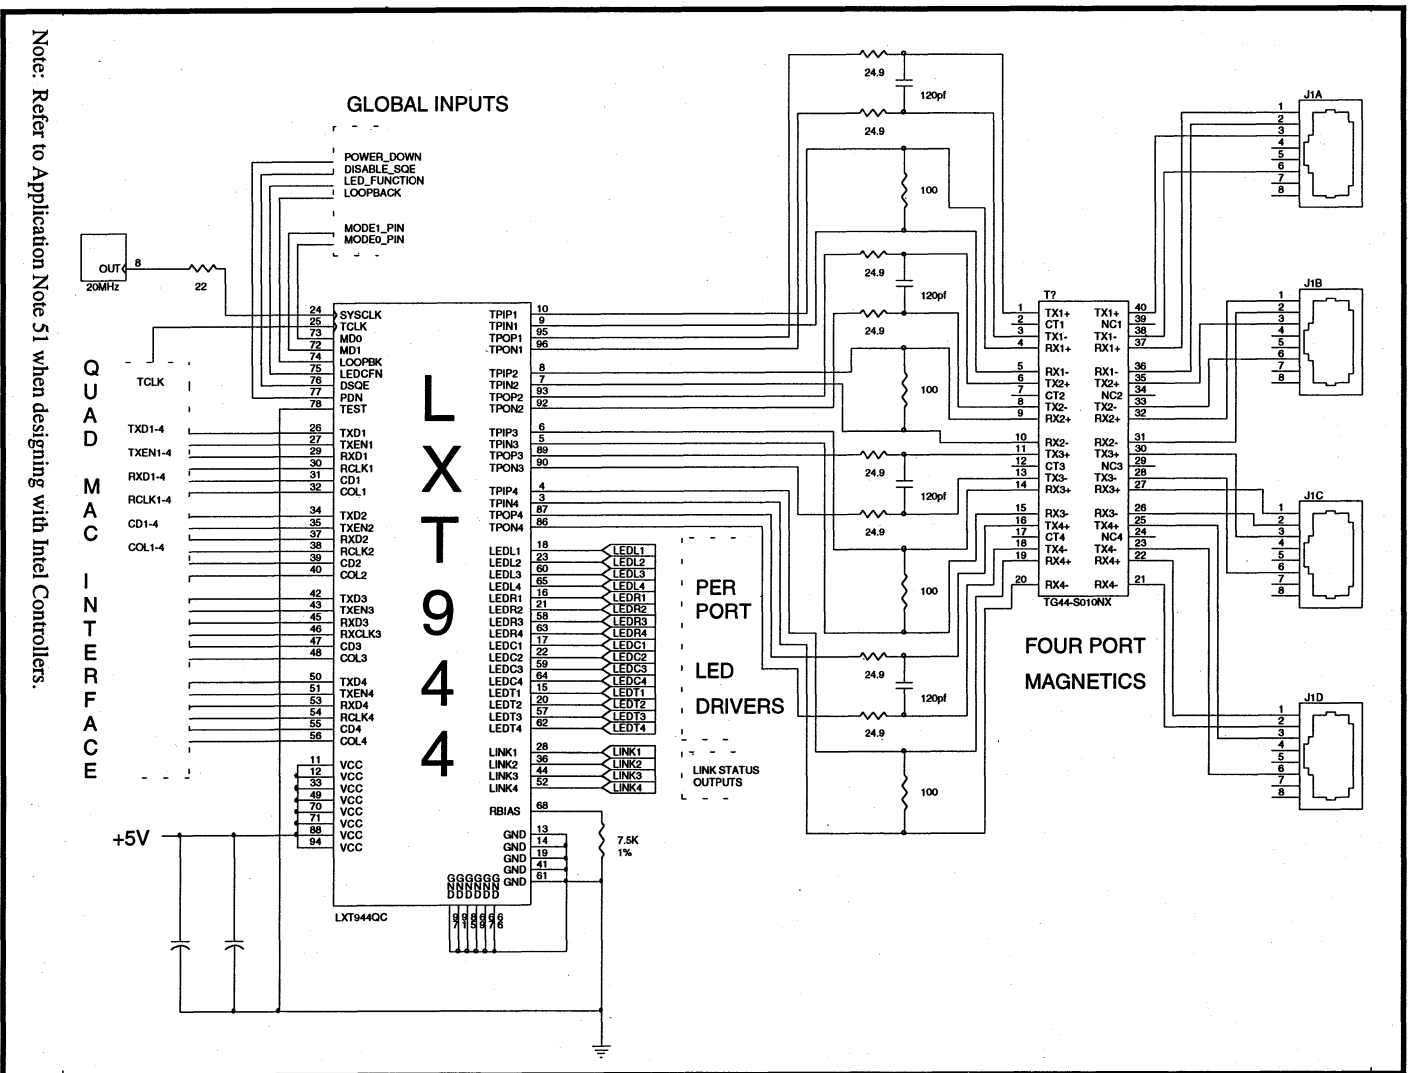 Note: Refer to Application Note 51 when designing with Intel Controllers.
GLOBAL INPUTS
POWER_DOWN
DISABLE_SQE
LED_FUNCTION
LOOPBACK
MODE1_PIN
MODE0_PIN
OUT 8
20MHz
22
QUAD MAC INTERFACE
TCLK
TXD1-4
TXEN1-4
RXD1-4
RCLK1-4
CD1-4
COL1-4
+5V
24 SYSCLK
25 TCLK
73 MD0
72 MD1
74 LOOPBK
75 LEDCFN
76 DSQE
77 PDN
78 TEST
26 TXD1
27 TXEN1
29 RXD1
30 RCLK1
31 CD1
32 COL1
34 TXD2
35 TXEN2
37 RXD2
38 RCLK2
39 CD2
40 COL2
42 TXD3
43 TXEN3
45 RXD3
46 RXCLK3
47 CD3
48 COL3
50 TXD4
51 TXEN4
53 RXD4
54 RCLK4
55 CD4
56 COL4
11 VCC
12 VCC
33 VCC
49 VCC
70 VCC
71 VCC
88 VCC
94 VCC
LXT944
LXT944QC
TPIP1 10
TPIN1 9
TPOP1 95
TPON1 96
TPIP2 8
TPIN2 7
TPOP2 93
TPON2 92
TPIP3 6
TPIN3 5
TPOP3 89
TPON3 90
TPIP4 4
TPIN4 3
TPOP4 87
TPON4 86
LEDL1 18 LEDL1
LEDL2 23 LEDL2
LEDL3 60 LEDL3
LEDL4 65 LEDL4
LEDR1 16 LEDR1
LEDR2 21 LEDR2
LEDR3 58 LEDR3
LEDR4 63 LEDR4
LEDC1 17 LEDC1
LEDC2 22 LEDC2
LEDC3 59 LEDC3
LEDC4 64 LEDC4
LEDT1 15 LEDT1
LEDT2 20 LEDT2
LEDT3 57 LEDT3
LEDT4 62 LEDT4
LINK1 28 LINK1
LINK2 36 LINK2
LINK3 44 LINK3
LINK4 52 LINK4
RBIAS 68
GND 13
GND 14
GND 19
GND 41
GND 61
GND GND GND GND GND GND
97 91 85 69 67 66
7.5K
1%
PER
PORT
LED
DRIVERS
LINK STATUS
OUTPUTS
24.9
120pf
24.9
100
24.9
120pf
24.9
100
24.9
120pf
24.9
100
24.9
120pf
24.9
100
T?
1 TX1+ TX1+ 40
2 CT1 NC1 39
3 TX1- TX1- 38
4 RX1+ RX1+ 37
5 RX1- RX1- 36
6 TX2+ TX2+ 35
7 CT2 NC2 34
8 TX2- TX2- 33
9 RX2+ RX2+ 32
10 RX2- RX2- 31
11 TX3+ TX3+ 30
12 CT3 NC3 29
13 TX3- TX3- 28
14 RX3+ RX3+ 27
15 RX3- RX3- 26
16 TX4+ TX4+ 25
17 CT4 NC4 24
18 TX4- TX4- 23
19 RX4+ RX4+ 22
20 RX4- RX4- 21
TG44-S010NX
FOUR PORT
MAGNETICS
J1A
1
2
3
4
5
6
7
8
J1B
1
2
3
4
5
6
7
8
J1C
1
2
3
4
5
6
7
8
J1D
1
2
3
4
5
6
7
8